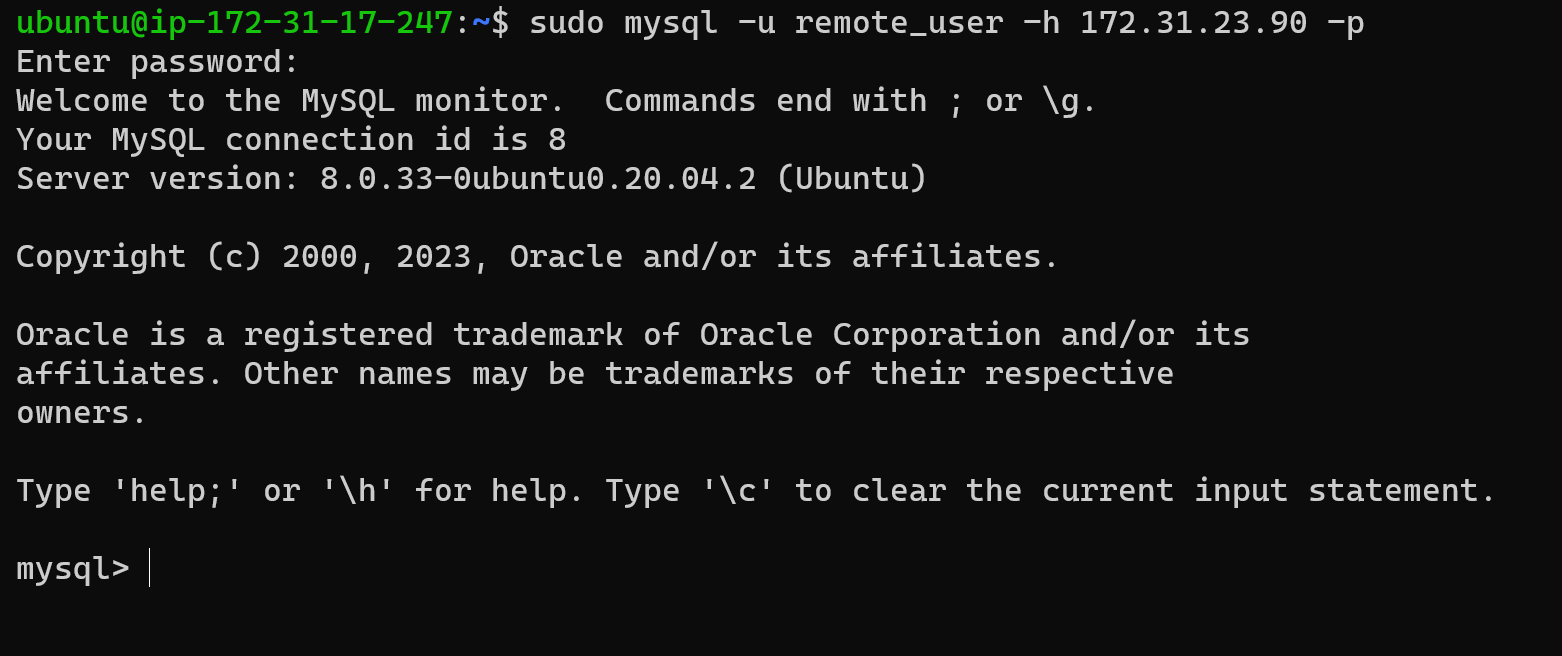 ubuntu@ip-172-31-17-247:~$ sudo mysql -u remote_user -h 172.31.23.90 -p
Enter password:
Welcome to the MySQL monitor.  Commands end with ; or \g.
Your MySQL connection id is 8
Server version: 8.0.33-0ubuntu0.20.04.2 (Ubuntu)
Copyright (c) 2000, 2023, Oracle and/or its affiliates.
Oracle is a registered trademark of Oracle Corporation and/or its
affiliates. Other names may be trademarks of their respective
owners.
Type 'help;' or '\h' for help. Type '\c' to clear the current input statement.
mysql>